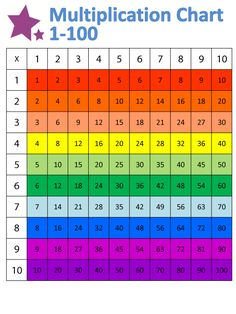 Multiplication Chart
1-100
x 1 2 3 4 5 6 7 8 9 10
1 1 2 3 4 5 6 7 8 9 10
2 2 4 6 8 10 12 14 16 18 20
3 3 6 9 12 15 18 21 24 27 30
4 4 8 12 16 20 24 28 32 36 40
5 5 10 15 20 25 30 35 40 45 50
6 6 12 18 24 30 36 42 48 54 60
7 7 14 21 28 35 42 49 56 63 70
8 8 16 24 32 40 48 56 64 72 80
9 9 18 27 36 45 54 63 72 81 90
10 10 20 30 40 50 60 70 80 90 100